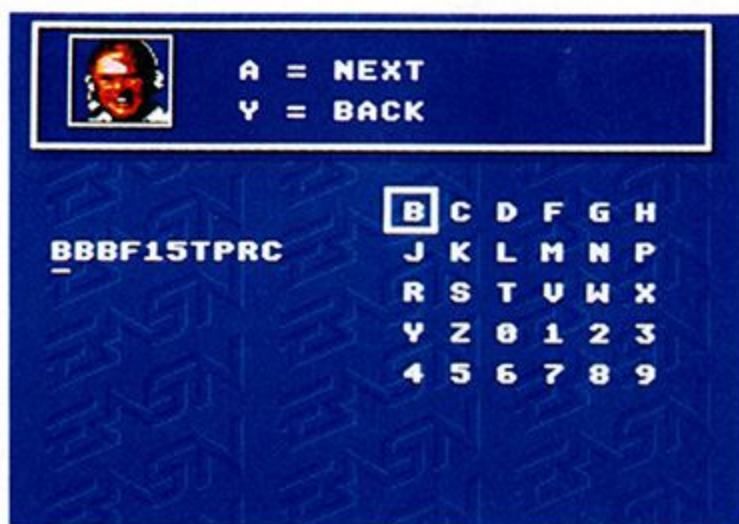 A = NEXT
Y = BACK
BBBF15TPRC
B C D F G H
J K L M N P
R S T V W X
Y Z 0 1 2 3
4 5 6 7 8 9